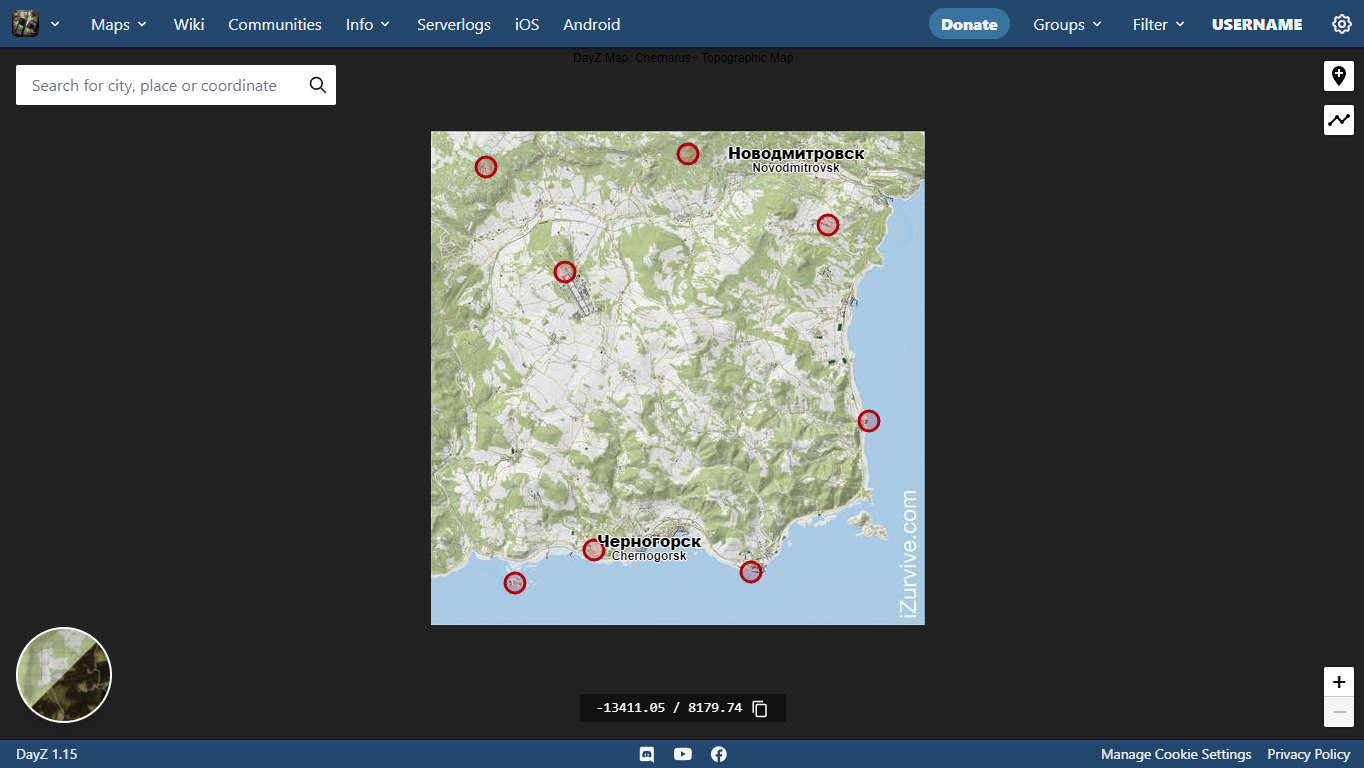 Maps Wiki Communities Info Serverlogs iOS Android Donate Groups Filter USERNAME
DayZ Map: Chernarus+ Topographic Map
Search for city, place or coordinate
Новодмитровск
Novodmitrovsk
Черногорск
Chernogorsk
iZurvive.com
-13411.05 / 8179.74
DayZ 1.15 Manage Cookie Settings Privacy Policy